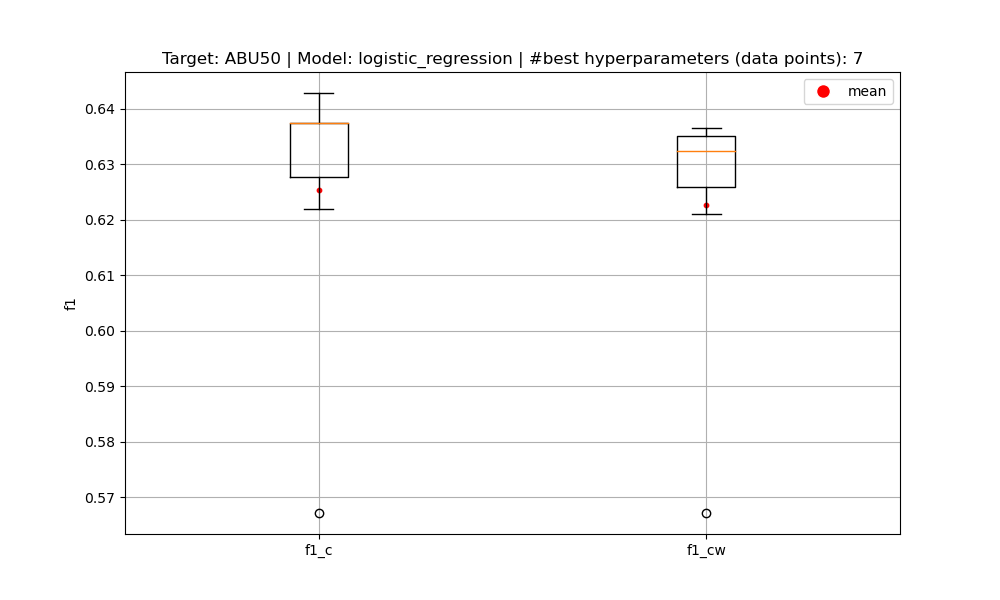 Target: ABU50 | Model: logistic_regression | #best hyperparameters (data points): 7
mean
0.64
0.63
0.62
0.61
0.60
0.59
0.58
0.57
f1
f1_c
f1_cw